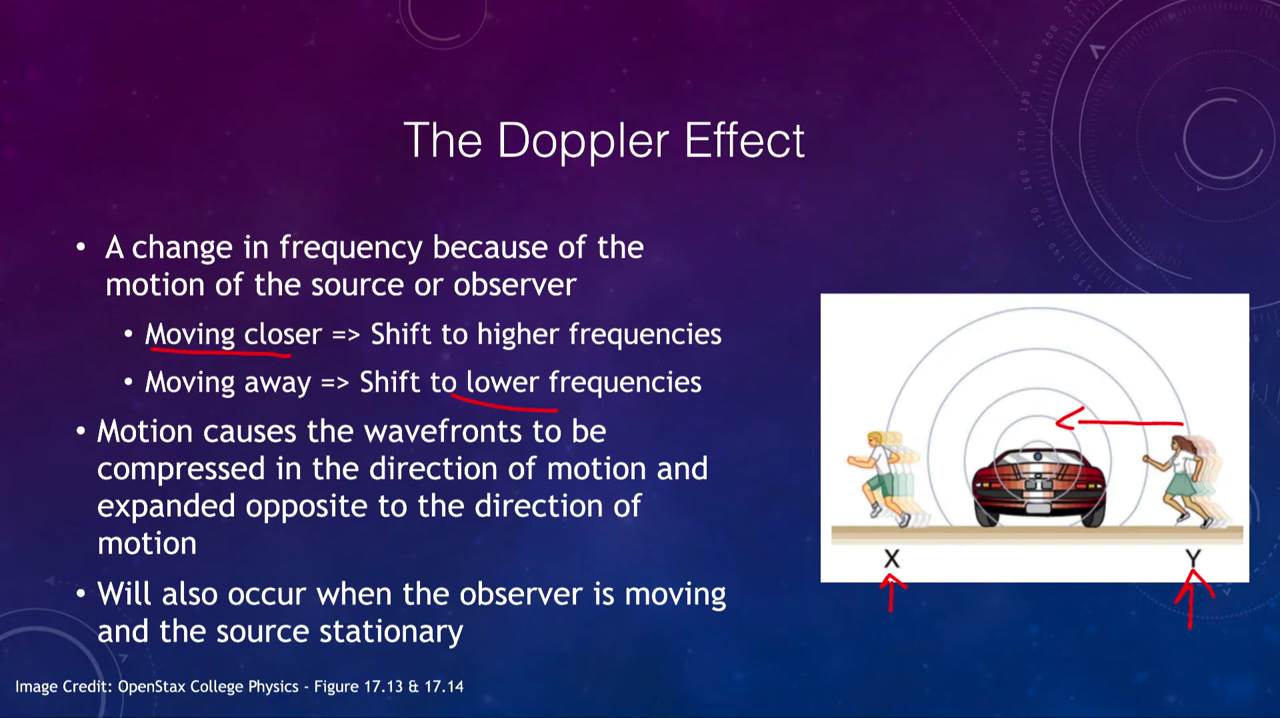 The Doppler Effect
• A change in frequency because of the
motion of the source or observer
• Moving closer => Shift to higher frequencies
• Moving away => Shift to lower frequencies
• Motion causes the wavefronts to be
compressed in the direction of motion and
expanded opposite to the direction of
motion
• Will also occur when the observer is moving
and the source stationary
X Y
Image Credit: OpenStax College Physics - Figure 17.13 & 17.14